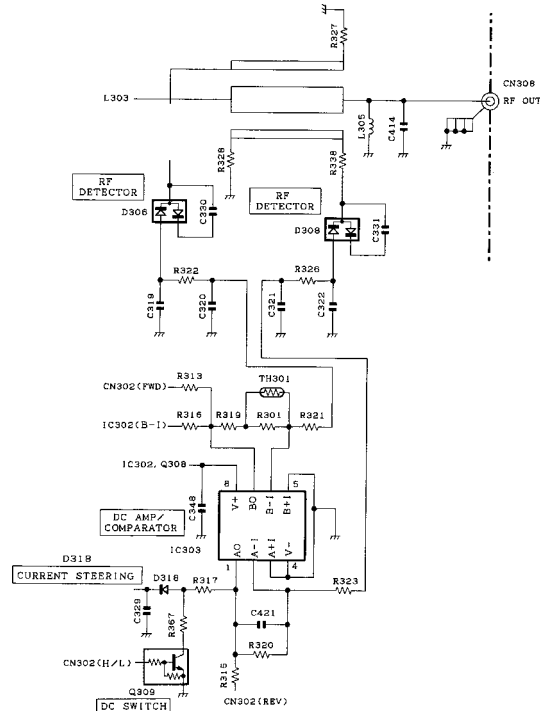 R327
CN308
L303
RF OUT
L305
C414
R328
R338
RF
DETECTOR
C330
RF
DETECTOR
D306
D308
C331
R322
R326
C319
C320
C321
C322
R313
TH301
CN302(FWD)
R316
R319
R301
R321
IC302(B-I)
IC302,Q308
8
5
V+
BO
B-I
B+I
C348
DC AMP/
COMPARATOR
IC303
AO
A-I
A+I
V-
1
4
D318
CURRENT STEERING
D318
R317
R323
C329
R367
C421
R320
CN302(H/L)
R315
Q309
CN302(REV)
DC SWITCH